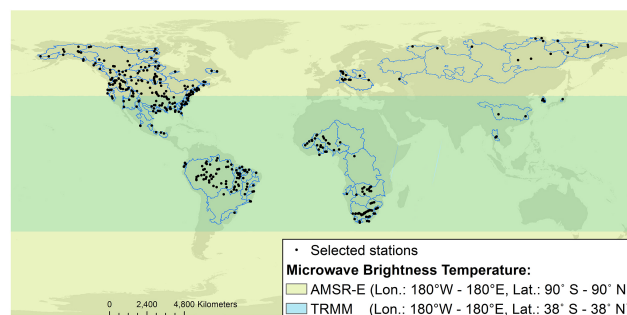 • Selected stations
Microwave Brightness Temperature:
AMSR-E (Lon.: 180°W - 180°E, Lat.: 90° S - 90° N
0 2,400 4,800 Kilometers
TRMM (Lon.: 180°W - 180°E, Lat.: 38° S - 38° N